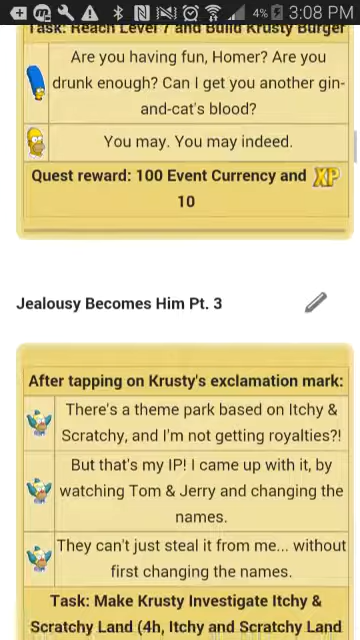 4% 3:08 PM
Task: Reach Level 7 and Build Krusty Burger
Are you having fun, Homer? Are you
drunk enough? Can I get you another gin-
and-cat's blood?
You may. You may indeed.
Quest reward: 100 Event Currency and XP
10
Jealousy Becomes Him Pt. 3
After tapping on Krusty's exclamation mark:
There's a theme park based on Itchy &
Scratchy, and I'm not getting royalties?!
But that's my IP! I came up with it, by
watching Tom & Jerry and changing the
names.
They can't just steal it from me... without
first changing the names.
Task: Make Krusty Investigate Itchy &
Scratchy Land (4h, Itchy and Scratchy Land